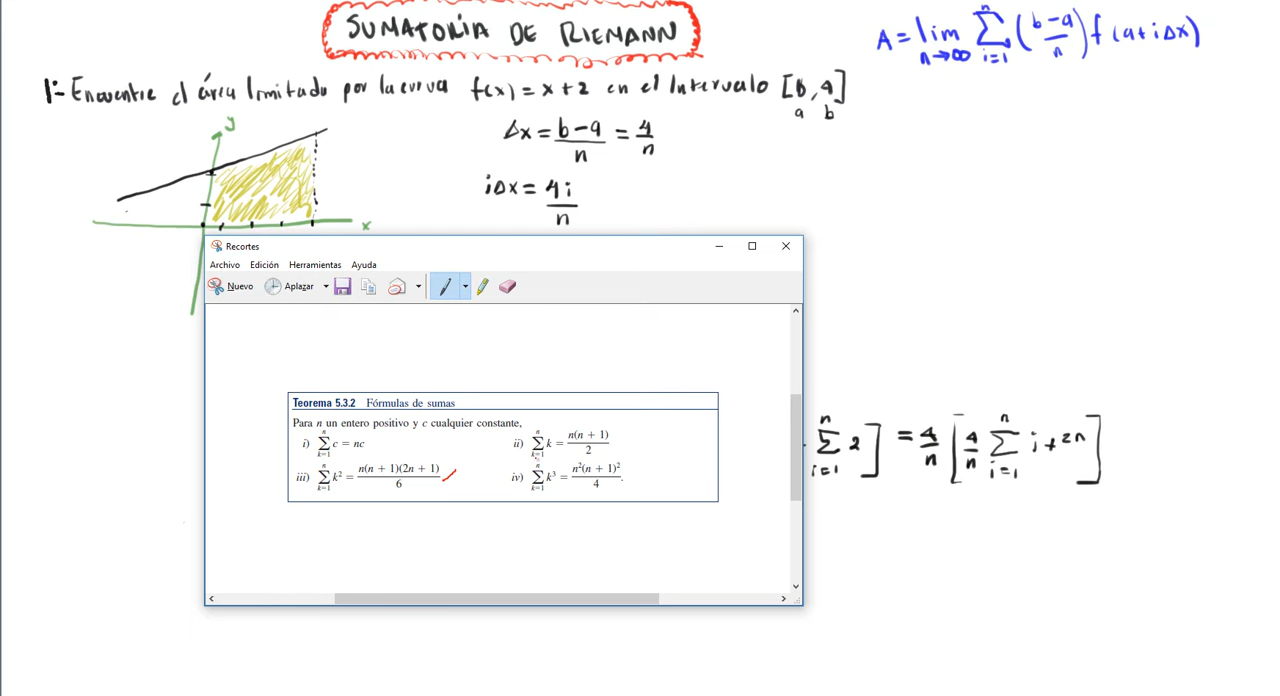 SUMATORIA DE RIEMANN
A = lim n→∞ Σ i=1 n (b-a/n) f(a+iΔx)
1:- Encuentre el área limitado por la curva f(x) = x+2 en el Intervalo [0, 4]
a b
y
Δx = b-a/n = 4/n
iΔx = 4i/n
x
Recortes
Archivo Edición Herramientas Ayuda
Nuevo Aplazar
Teorema 5.3.2 Fórmulas de sumas
Para n un entero positivo y c cualquier constante,
i) Σ k=1 n c = nc ii) Σ k=1 n k = n(n + 1)/2
iii) Σ k=1 n k² = n(n + 1)(2n + 1)/6 iv) Σ k=1 n k³ = n²(n + 1)²/4.
Σ i=1 n 2] = 4/n [4/n Σ i=1 n i + 2n]